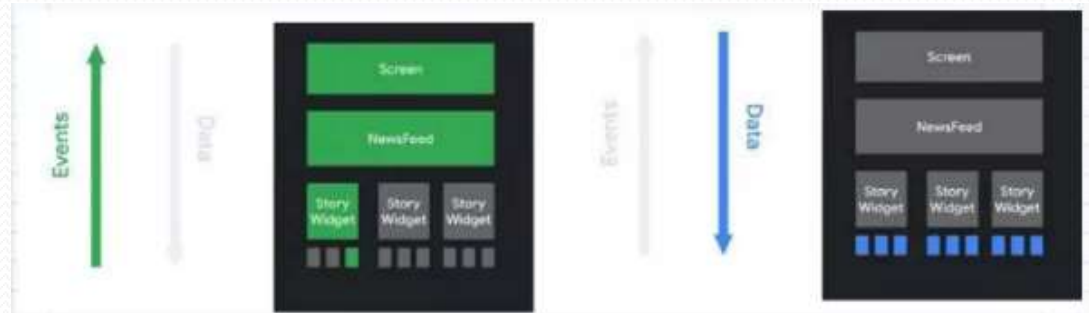 Events
Data
Screen
NewsFeed
Story
Widget
Story
Widget
Story
Widget
Events
Data
Screen
NewsFeed
Story
Widget
Story
Widget
Story
Widget